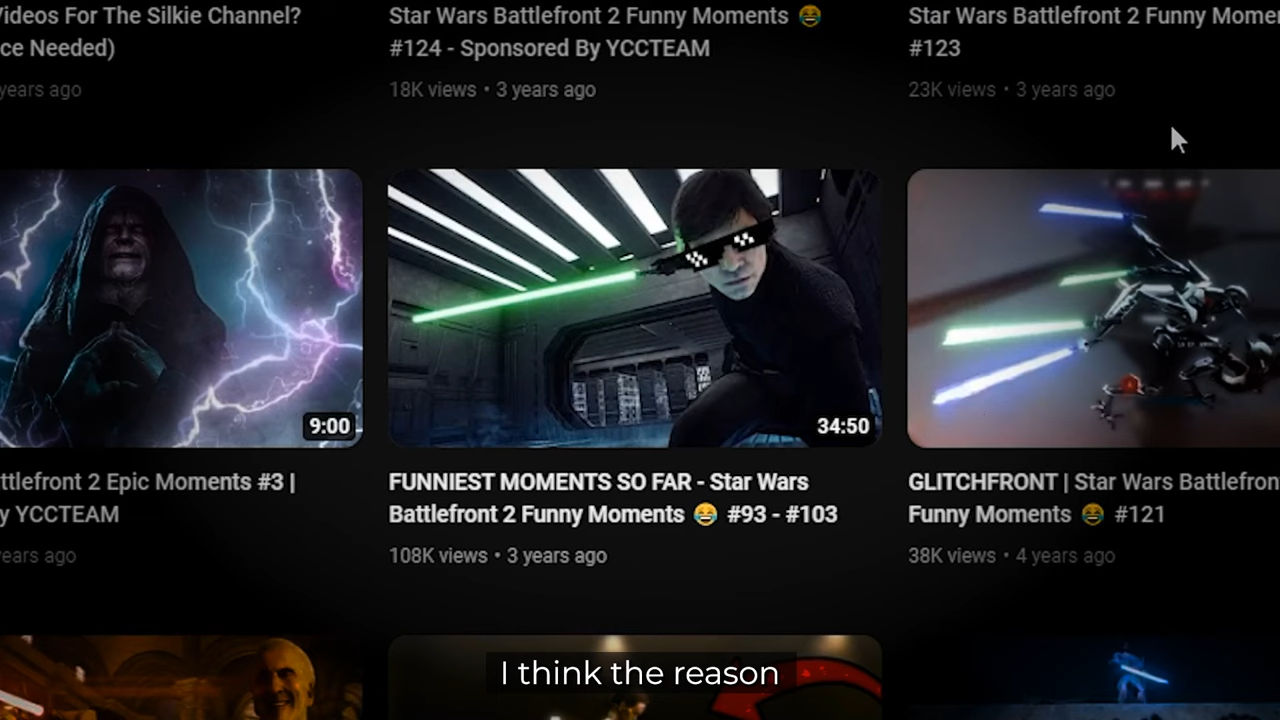 Videos For The Silkie Channel?
ce Needed)
years ago
Star Wars Battlefront 2 Funny Moments 😂
#124 - Sponsored By YCCTEAM
18K views • 3 years ago
Star Wars Battlefront 2 Funny Momen
#123
23K views • 3 years ago
9:00
ttlefront 2 Epic Moments #3 |
y YCCTEAM
ears ago
34:50
FUNNIEST MOMENTS SO FAR - Star Wars
Battlefront 2 Funny Moments 😂 #93 - #103
108K views • 3 years ago
GLITCHFRONT | Star Wars Battlefron
Funny Moments 😂 #121
38K views • 4 years ago
I think the reason